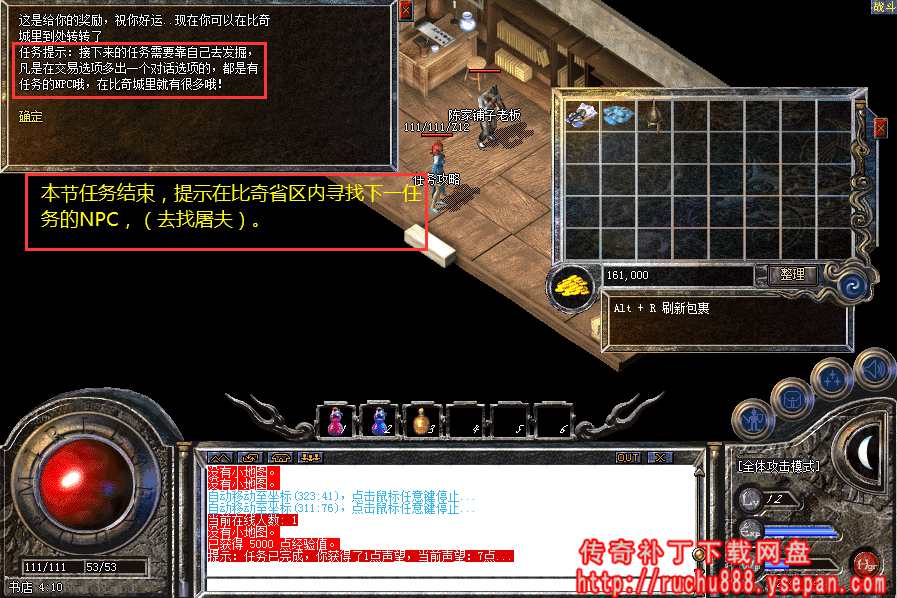 这是给你的奖励，祝你好运..现在你可以在比奇
城里到处转转了
任务提示：接下来的任务需要靠自己去发掘，
凡是在交易选项多出一个对话选项的，都是有
任务的NPC哦，在比奇城里就有很多哦！
确定
战斗
陈家铺子老板
111/111/Z12
任务攻略
本节任务结束，提示在比奇省区内寻找下一任
务的NPC，（去找屠夫）。
161,000
整理
Alt + R 刷新包裹
1 2 3 4 5 6
OUT
没有小地图。
没有小地图。
自动移动至坐标(323:41)，点击鼠标任意键停止...
自动移动至坐标(311:76)，点击鼠标任意键停止...
当前在线人数：1
没有小地图。
已获得 5000 点经验值。
提示：任务已完成，你获得了1点声望，当前声望：7点...
[全体攻击模式]
12
Exp
111/111
53/53
书店 4:10
传奇补丁下载网盘
http://ruchu888.ysepan.com